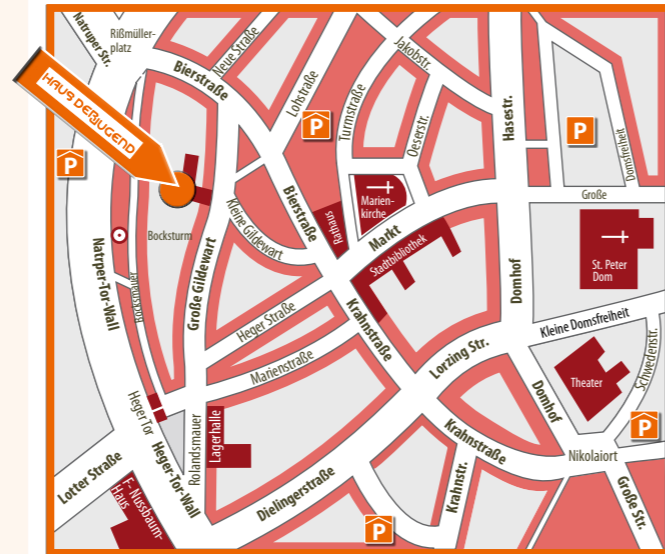 Natruper Str.
Rißmüller-
platz
Neue Straße
Bierstraße
Lohstraße
Jakobstr.
Turmstraße
Oeserstr.
Hasestr.
Domsfreiheit
HAUS DER JUGEND
P
P
P
Große
Marien-
kirche
Rathaus
Bierstraße
Markt
Stadtbibliothek
Kleine Gildewart
Bocksturm
Große Gildewart
Natrper-Tor-Wall
Bocksmauer
St. Peter
Dom
Domhof
Kleine Domsfreiheit
Heger Straße
Krahnstraße
Lorzing Str.
Marienstraße
Theater
Schwedenstr.
Domhof
Heger Tor
Heger-Tor-Wall
Rolandsmauer
Lagerhalle
Krahnstraße
P
Nikolaiort
Lotter Straße
F.-Nussbaum-
Haus
Dielingerstraße
Krahnstr.
Große Str.
P